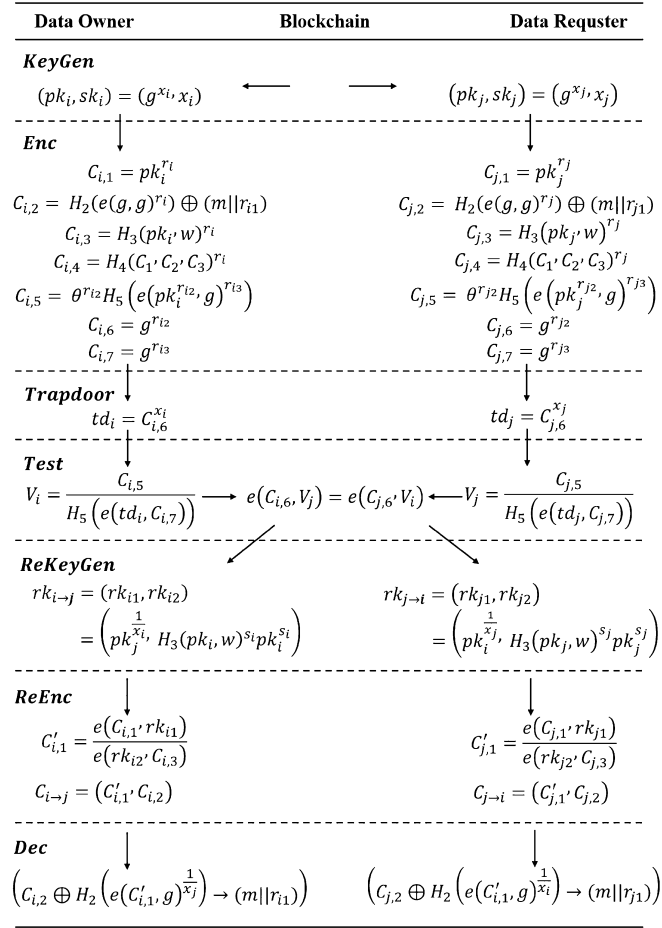 Data Owner Blockchain Data Requster
KeyGen
(pk_i, sk_i) = (g^{x_i}, x_i) (pk_j, sk_j) = (g^{x_j}, x_j)
Enc
C_{i,1} = pk_i^{r_i} C_{j,1} = pk_j^{r_j}
C_{i,2} = H_2(e(g, g)^{r_i}) ⊕ (m||r_{i1}) C_{j,2} = H_2(e(g, g)^{r_j}) ⊕ (m||r_{j1})
C_{i,3} = H_3(pk_i, w)^{r_i} C_{j,3} = H_3(pk_j, w)^{r_j}
C_{i,4} = H_4(C_1, C_2, C_3)^{r_i} C_{j,4} = H_4(C_1, C_2, C_3)^{r_j}
C_{i,5} = θ^{r_{i2}} H_5(e(pk_i^{r_{i2}}, g)^{r_{i3}}) C_{j,5} = θ^{r_{j2}} H_5(e(pk_j^{r_{j2}}, g)^{r_{j3}})
C_{i,6} = g^{r_{i2}} C_{j,6} = g^{r_{j2}}
C_{i,7} = g^{r_{i3}} C_{j,7} = g^{r_{j3}}
Trapdoor
td_i = C_{i,6}^{x_i} td_j = C_{j,6}^{x_j}
Test
V_i = C_{i,5} / H_5(e(td_i, C_{i,7})) e(C_{i,6}, V_j) = e(C_{j,6}, V_i) V_j = C_{j,5} / H_5(e(td_j, C_{j,7}))
ReKeyGen
rk_{i→j} = (rk_{i1}, rk_{i2}) rk_{j→i} = (rk_{j1}, rk_{j2})
= (pk_j^{1/x_i}, H_3(pk_i, w)^{s_i} pk_i^{s_i}) = (pk_i^{1/x_j}, H_3(pk_j, w)^{s_j} pk_j^{s_j})
ReEnc
C'_{i,1} = e(C_{i,1}, rk_{i1}) / e(rk_{i2}, C_{i,3}) C'_{j,1} = e(C_{j,1}, rk_{j1}) / e(rk_{j2}, C_{j,3})
C_{i→j} = (C'_{i,1}, C_{i,2}) C_{j→i} = (C'_{j,1}, C_{j,2})
Dec
(C_{i,2} ⊕ H_2(e(C'_{i,1}, g)^{1/x_j}) → (m||r_{i1})) (C_{j,2} ⊕ H_2(e(C'_{i,1}, g)^{1/x_i}) → (m||r_{j1}))